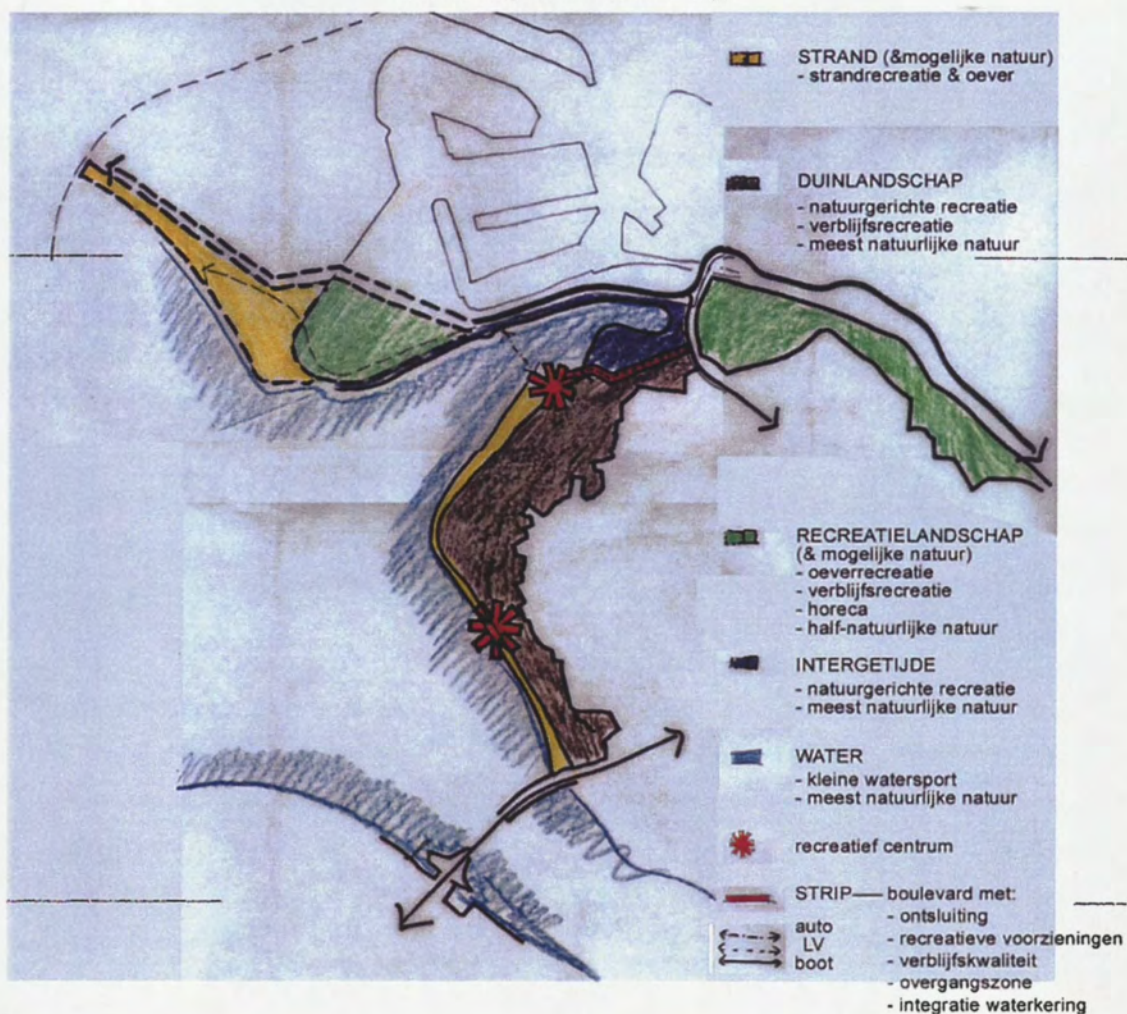 STRAND (&mogelijke natuur)
- strandrecreatie & oever
DUINLANDSCHAP
- natuurgerichte recreatie
- verblijfsrecreatie
- meest natuurlijke natuur
RECREATIELANDSCHAP
(& mogelijke natuur)
- oeverrecreatie
- verblijfsrecreatie
- horeca
- half-natuurlijke natuur
INTERGETIJDE
- natuurgerichte recreatie
- meest natuurlijke natuur
WATER
- kleine watersport
- meest natuurlijke natuur
recreatief centrum
STRIP — boulevard met:
- ontsluiting
- recreatieve voorzieningen
- verblijfskwaliteit
- overgangszone
- integratie waterkering
auto
LV
boot